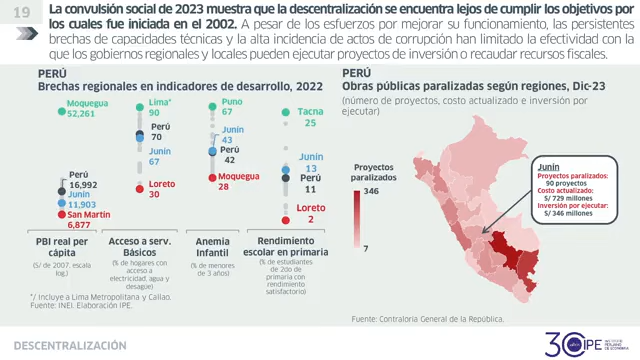 19
La convulsión social de 2023 muestra que la descentralización se encuentra lejos de cumplir los objetivos por
los cuales fue iniciada en el 2002. A pesar de los esfuerzos por mejorar su funcionamiento, las persistentes
brechas de capacidades técnicas y la alta incidencia de actos de corrupción han limitado la efectividad con la
que los gobiernos regionales y locales pueden ejecutar proyectos de inversión o recaudar recursos fiscales.
PERÚ
Brechas regionales en indicadores de desarrollo, 2022
Moquegua
52,261
Perú
16,992
Junín
11,903
San Martín
6,877
PBI real per
cápita
(S/ de 2007, escala
log.)
Lima*
90
Perú
70
Junín
67
Loreto
30
Acceso a serv.
Básicos
(% de hogares con
acceso a
electricidad, agua y
desagüe)
Puno
67
Junín
43
Perú
42
Moquegua
28
Anemia
Infantil
(% de menores
de 3 años)
Tacna
25
Junín
13
Perú
11
Loreto
2
Rendimiento
escolar en primaria
(% de estudiantes
de 2do de
primaria con
rendimiento
satisfactorio)
*/ Incluye a Lima Metropolitana y Callao.
Fuente: INEI. Elaboración IPE.
PERÚ
Obras públicas paralizadas según regiones, Dic-23
(número de proyectos, costo actualizado e inversión por
ejecutar)
Proyectos
paralizados
346
7
Junín
Proyectos paralizados:
90 proyectos
Costo actualizado:
S/ 729 millones
Inversión por ejecutar:
S/ 346 millones
Fuente: Contraloría General de la República.
DESCENTRALIZACIÓN
30 IPE
INSTITUTO
PERUANO
DE ECONOMÍA